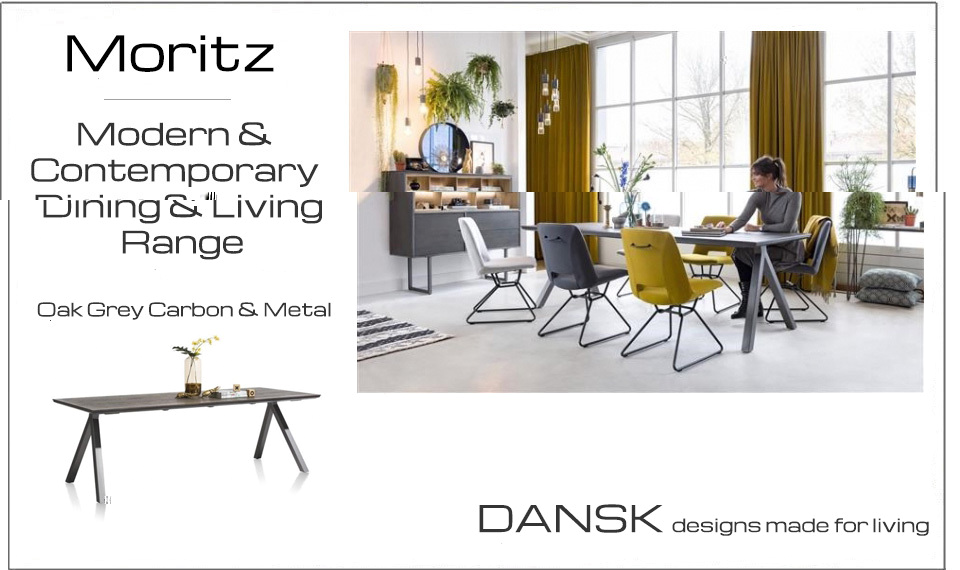 Moritz
Modern &
Contemporary
Dining & Living
Range
Oak Grey Carbon & Metal
DANSK designs made for living